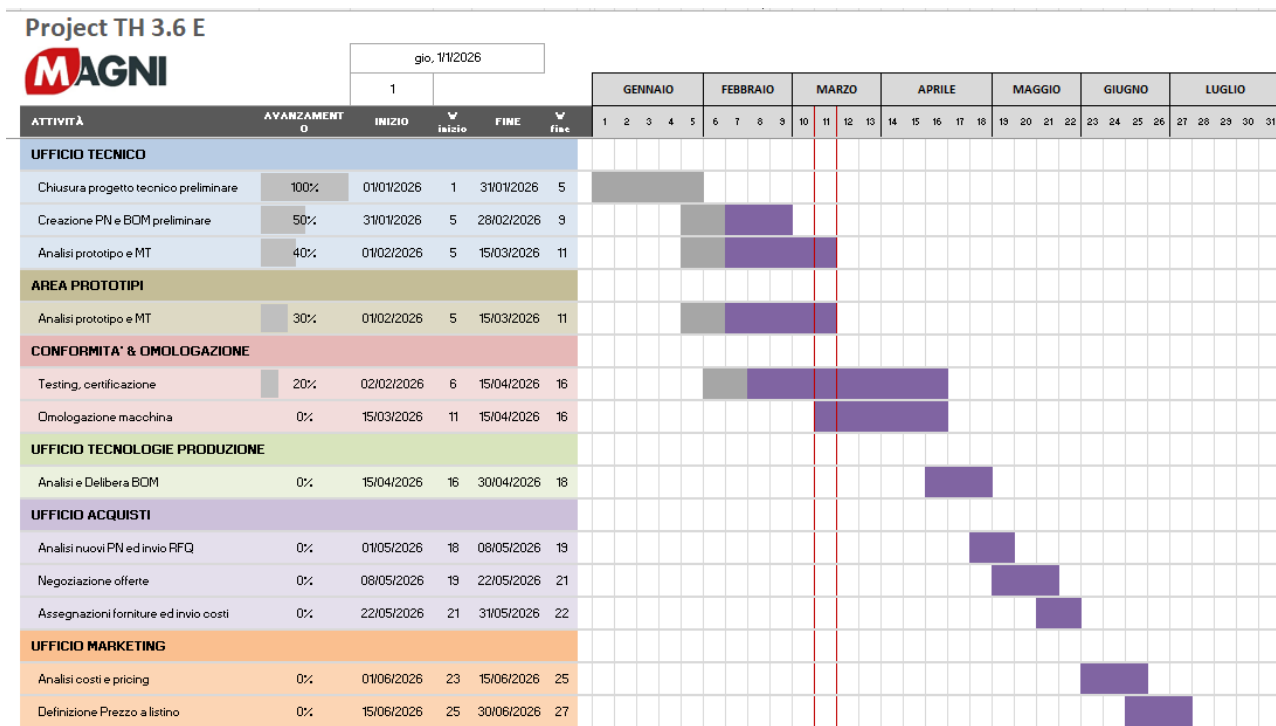 Project TH 3.6 E
MAGNI
gio, 1/1/2026
1
GENNAIO FEBBRAIO MARZO APRILE MAGGIO GIUGNO LUGLIO
ATTIVITÀ AVANZAMENTO INIZIO W inizio FINE W fine 1 2 3 4 5 6 7 8 9 10 11 12 13 14 15 16 17 18 19 20 21 22 23 24 25 26 27 28 29 30 31
UFFICIO TECNICO
Chiusura progetto tecnico preliminare 100% 01/01/2026 1 31/01/2026 5
Creazione PN e BOM preliminare 50% 31/01/2026 5 28/02/2026 9
Analisi prototipo e MT 40% 01/02/2026 5 15/03/2026 11
AREA PROTOTIPI
Analisi prototipo e MT 30% 01/02/2026 5 15/03/2026 11
CONFORMITA' & OMOLOGAZIONE
Testing, certificazione 20% 02/02/2026 6 15/04/2026 16
Omologazione macchina 0% 15/03/2026 11 15/04/2026 16
UFFICIO TECNOLOGIE PRODUZIONE
Analisi e Delibera BOM 0% 15/04/2026 16 30/04/2026 18
UFFICIO ACQUISTI
Analisi nuovi PN ed invio RFQ 0% 01/05/2026 18 08/05/2026 19
Negoziazione offerte 0% 08/05/2026 19 22/05/2026 21
Assegnazioni forniture ed invio costi 0% 22/05/2026 21 31/05/2026 22
UFFICIO MARKETING
Analisi costi e pricing 0% 01/06/2026 23 15/06/2026 25
Definizione Prezzo a listino 0% 15/06/2026 25 30/06/2026 27